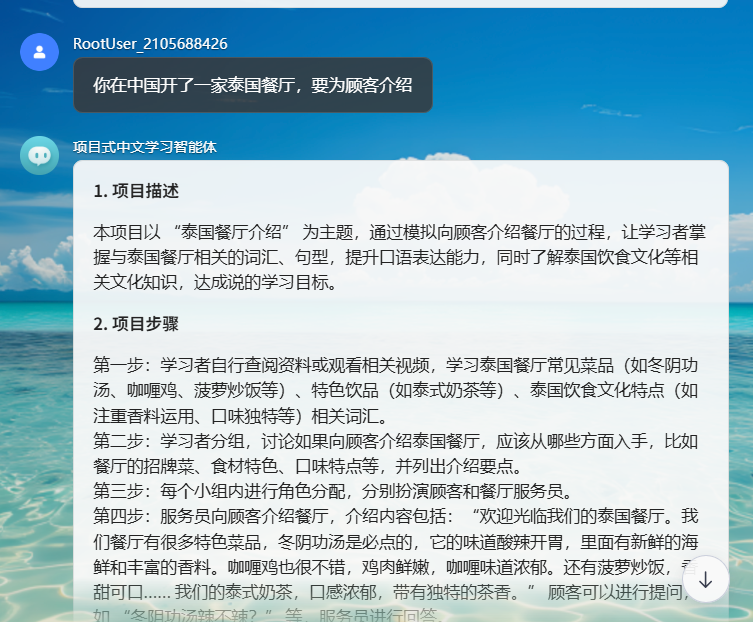 RootUser_2105688426
你在中国开了一家泰国餐厅，要为顾客介绍
项目式中文学习智能体
1. 项目描述
本项目以 “泰国餐厅介绍” 为主题，通过模拟向顾客介绍餐厅的过程，让学习者掌
握与泰国餐厅相关的词汇、句型，提升口语表达能力，同时了解泰国饮食文化等相
关文化知识，达成说的学习目标。
2. 项目步骤
第一步：学习者自行查阅资料或观看相关视频，学习泰国餐厅常见菜品（如冬阴功
汤、咖喱鸡、菠萝炒饭等）、特色饮品（如泰式奶茶等）、泰国饮食文化特点（如
注重香料运用、口味独特等）相关词汇。
第二步：学习者分组，讨论如果向顾客介绍泰国餐厅，应该从哪些方面入手，比如
餐厅的招牌菜、食材特色、口味特点等，并列出介绍要点。
第三步：每个小组内进行角色分配，分别扮演顾客和餐厅服务员。
第四步：服务员向顾客介绍餐厅，介绍内容包括： “欢迎光临我们的泰国餐厅。我
们餐厅有很多特色菜品，冬阴功汤是必点的，它的味道酸辣开胃，里面有新鲜的海
鲜和丰富的香料。咖喱鸡也很不错，鸡肉鲜嫩，咖喱味道浓郁。还有菠萝炒饭，
甜可口…… 我们的泰式奶茶，口感浓郁，带有独特的茶香。” 顾客可以进行提问，
如 “冬阴功汤辣不辣？” 等，服务员进行回答。